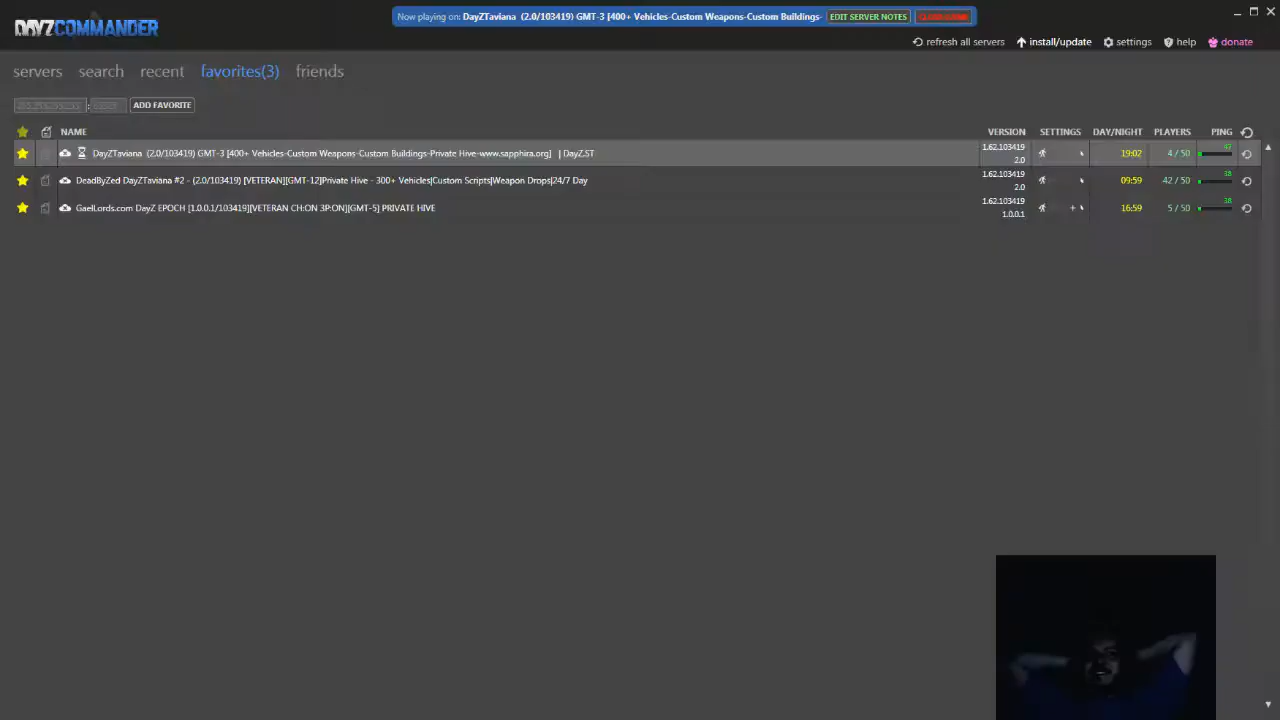 DAYZCOMMANDER
Now playing on: DayZTaviana (2.0/103419) GMT-3 [400+ Vehicles-Custom Weapons-Custom Buildings-
EDIT SERVER NOTES
refresh all servers
install/update
settings
help
donate
servers
search
recent
favorites(3)
friends
:
ADD FAVORITE
NAME VERSION SETTINGS DAY/NIGHT PLAYERS PING
DayZTaviana (2.0/103419) GMT-3 [400+ Vehicles-Custom Weapons-Custom Buildings-Private Hive-www.sapphira.org] | DayZ.ST 1.62.103419 2.0 19:02 4 / 50 47
DeadByZed DayZTaviana #2 - (2.0/103419) [VETERAN][GMT-12]Private Hive - 300+ Vehicles|Custom Scripts|Weapon Drops|24/7 Day 1.62.103419 2.0 09:59 42 / 50 38
GaelLords.com DayZ EPOCH [1.0.0.1/103419][VETERAN CH:ON 3P:ON][GMT-5] PRIVATE HIVE 1.62.103419 1.0.0.1 + 16:59 5 / 50 38